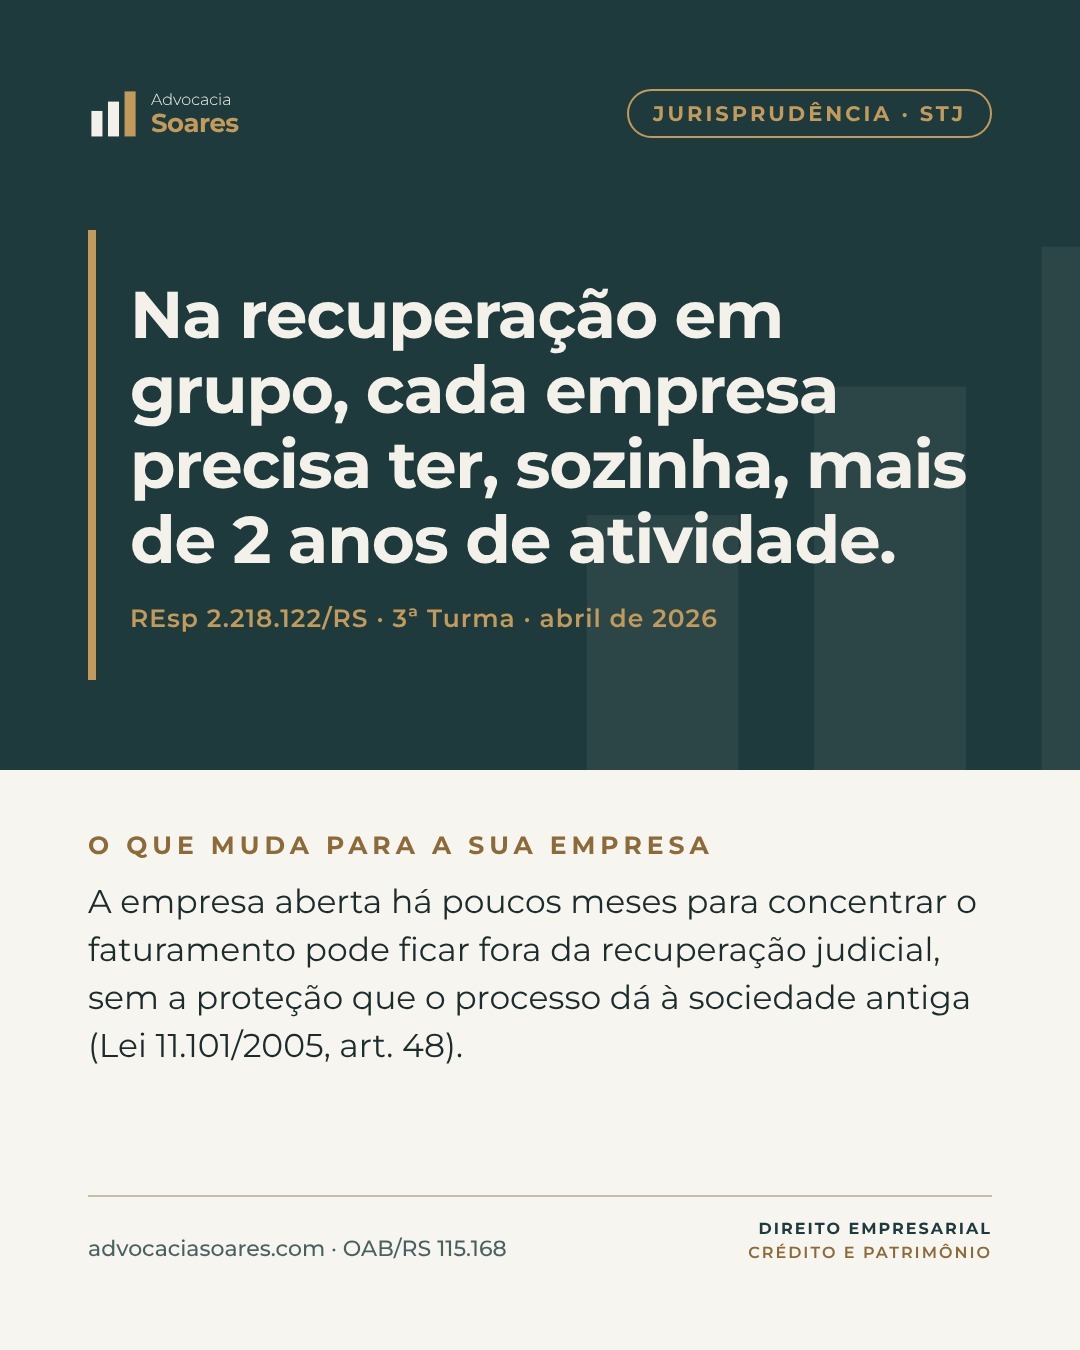 Advocacia
Soares
JURISPRUDÊNCIA · STJ
Na recuperação em
grupo, cada empresa
precisa ter, sozinha, mais
de 2 anos de atividade.
REsp 2.218.122/RS · 3ª Turma · abril de 2026
O QUE MUDA PARA A SUA EMPRESA
A empresa aberta há poucos meses para concentrar o
faturamento pode ficar fora da recuperação judicial,
sem a proteção que o processo dá à sociedade antiga
(Lei 11.101/2005, art. 48).
advocaciasoares.com · OAB/RS 115.168
DIREITO EMPRESARIAL
CRÉDITO E PATRIMÔNIO